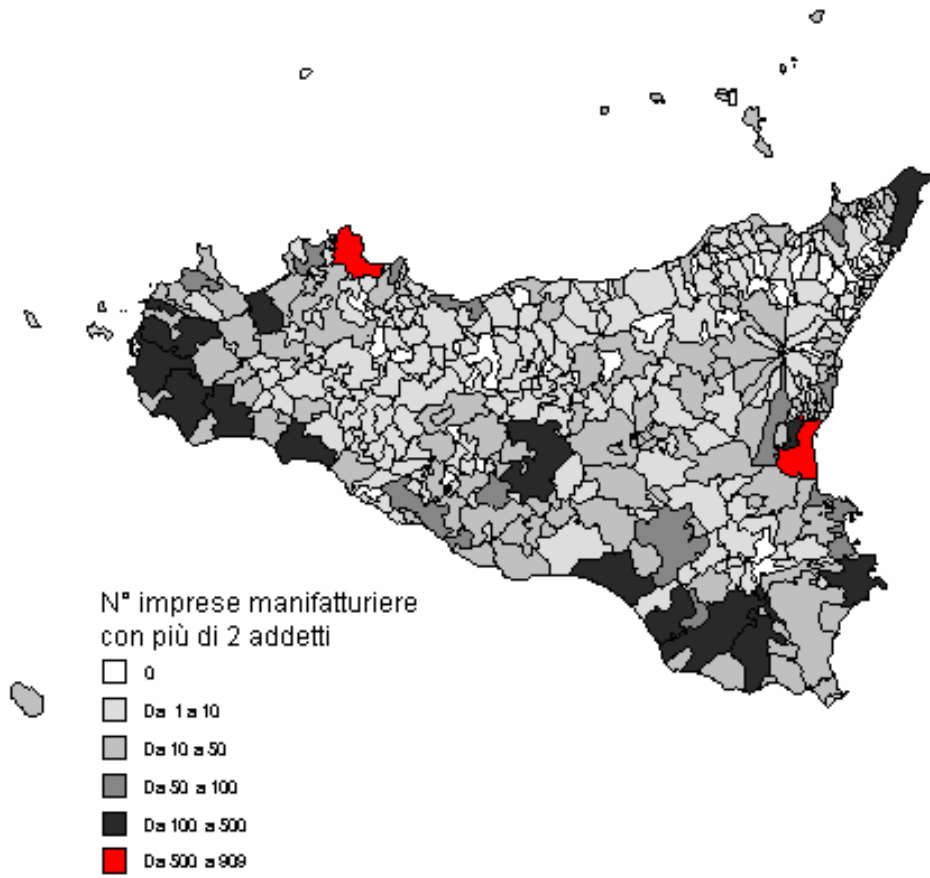 N° imprese manifatturiere
con più di 2 addetti
0
Da 1 a 10
Da 10 a 50
Da 50 a 100
Da 100 a 500
Da 500 a 909